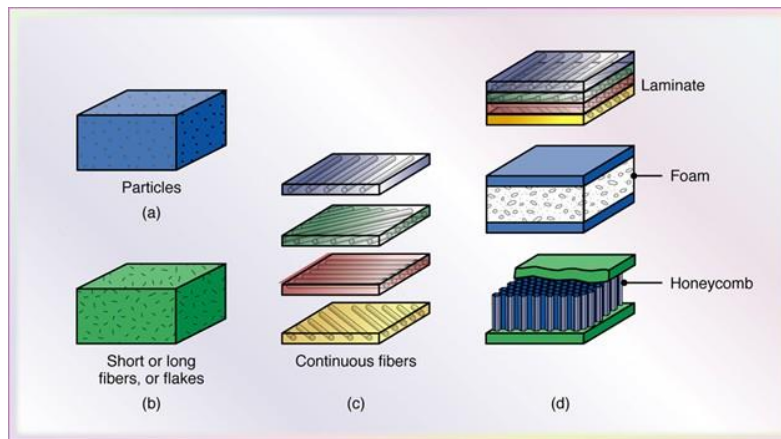 Particles
(a)
Short or long
fibers, or flakes
(b)
Continuous fibers
(c)
Laminate
Foam
Honeycomb
(d)